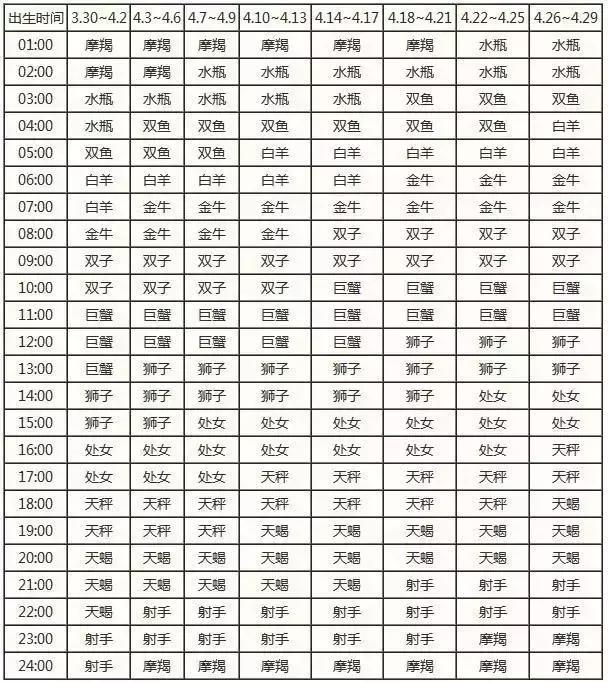 出生时间 3.30~4.2 4.3~4.6 4.7~4.9 4.10~4.13 4.14~4.17 4.18~4.21 4.22~4.25 4.26~4.29
01:00 摩羯 摩羯 摩羯 摩羯 摩羯 摩羯 水瓶 水瓶
02:00 摩羯 摩羯 水瓶 水瓶 水瓶 水瓶 水瓶 水瓶
03:00 水瓶 水瓶 水瓶 水瓶 水瓶 双鱼 双鱼 双鱼
04:00 水瓶 双鱼 双鱼 双鱼 双鱼 双鱼 双鱼 白羊
05:00 双鱼 双鱼 双鱼 白羊 白羊 白羊 白羊 白羊
06:00 白羊 白羊 白羊 白羊 白羊 金牛 金牛 金牛
07:00 白羊 金牛 金牛 金牛 金牛 金牛 金牛 金牛
08:00 金牛 金牛 金牛 金牛 双子 双子 双子 双子
09:00 双子 双子 双子 双子 双子 双子 双子 双子
10:00 双子 双子 双子 双子 巨蟹 巨蟹 巨蟹 巨蟹
11:00 巨蟹 巨蟹 巨蟹 巨蟹 巨蟹 巨蟹 巨蟹 巨蟹
12:00 巨蟹 巨蟹 巨蟹 巨蟹 巨蟹 狮子 狮子 狮子
13:00 巨蟹 狮子 狮子 狮子 狮子 狮子 狮子 狮子
14:00 狮子 狮子 狮子 狮子 狮子 狮子 处女 处女
15:00 狮子 狮子 处女 处女 处女 处女 处女 处女
16:00 处女 处女 处女 处女 处女 处女 处女 天秤
17:00 处女 处女 处女 天秤 天秤 天秤 天秤 天秤
18:00 天秤 天秤 天秤 天秤 天秤 天秤 天秤 天蝎
19:00 天秤 天秤 天秤 天蝎 天蝎 天蝎 天蝎 天蝎
20:00 天蝎 天蝎 天蝎 天蝎 天蝎 天蝎 天蝎 天蝎
21:00 天蝎 天蝎 天蝎 天蝎 天蝎 射手 射手 射手
22:00 天蝎 射手 射手 射手 射手 射手 射手 射手
23:00 射手 射手 射手 射手 射手 射手 摩羯 摩羯
24:00 射手 摩羯 摩羯 摩羯 摩羯 摩羯 摩羯 摩羯